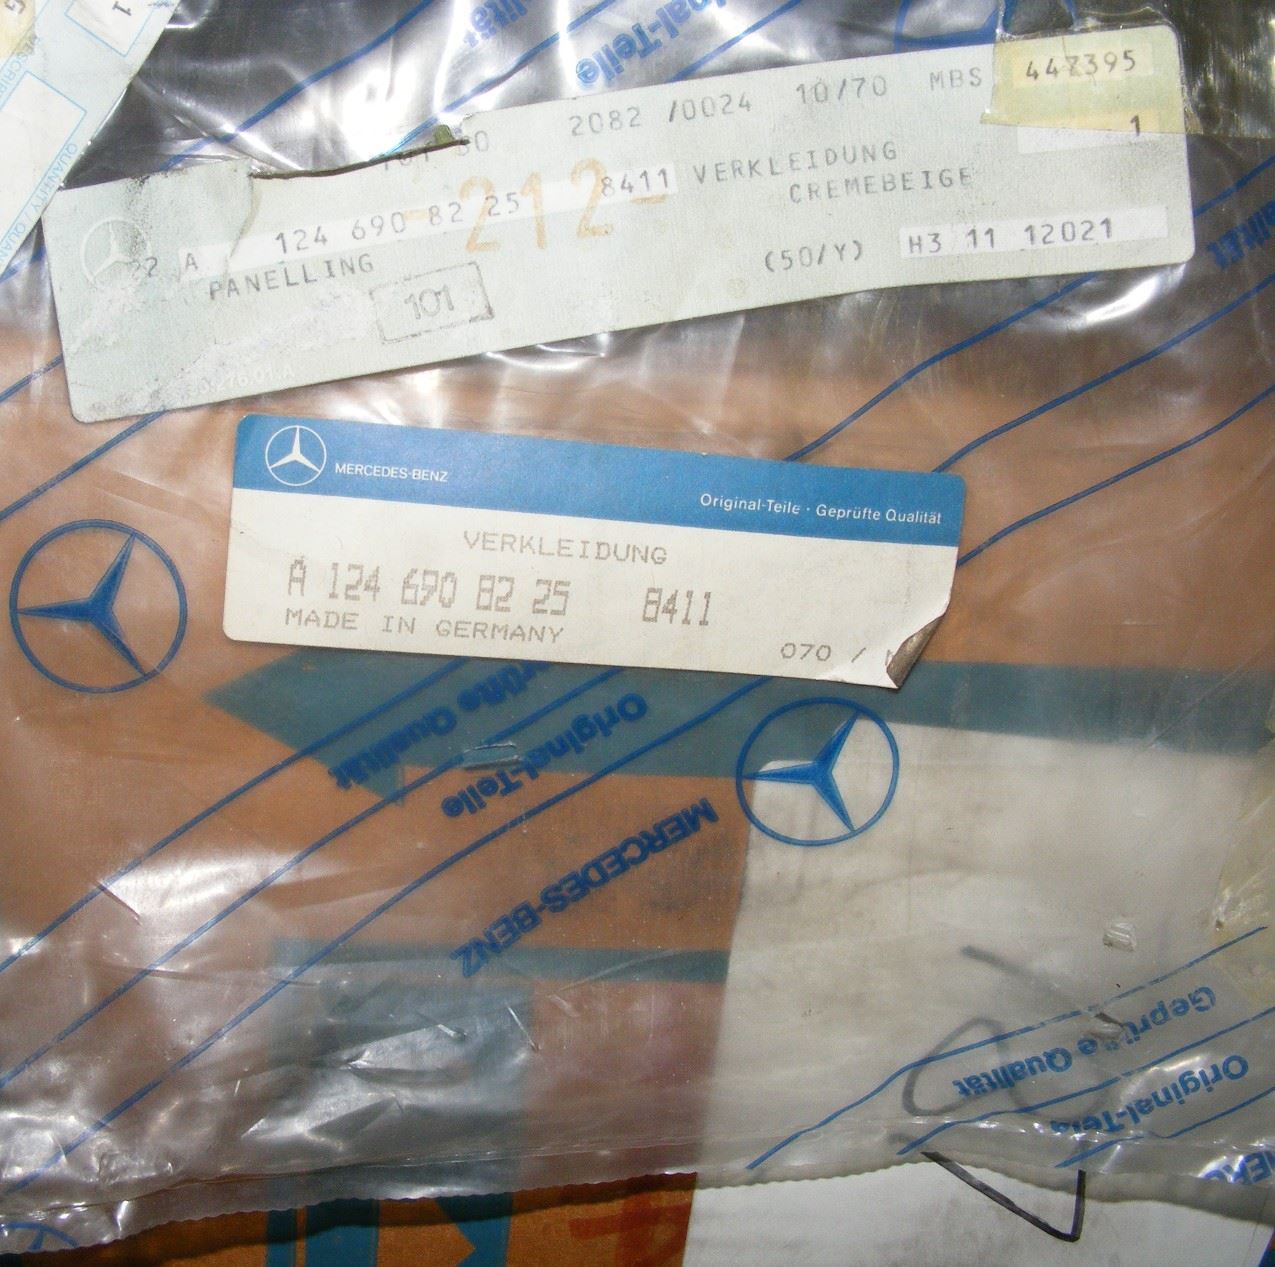 2082 /0024 10/70 MBS 447395
1
-212-
A 124 690 82 25 8411 VERKLEIDUNG
CREMEBEIGE
PANELLING
101
(50/Y) H3 11 12021
MERCEDES-BENZ
Original-Teile · Geprüfte Qualität
VERKLEIDUNG
A 124 690 82 25 8411
MADE IN GERMANY
070 /
Geprüfte Qualität
Original-Teile
MERCEDES-BENZ
Geprüfte Qualität
Original-Teile